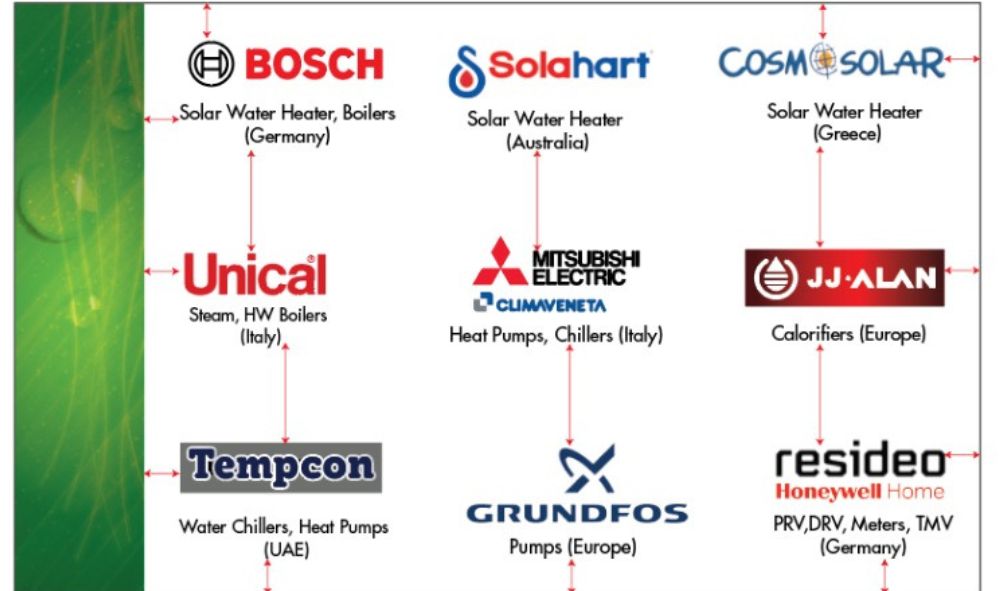 BOSCH
Solar Water Heater, Boilers
(Germany)
Solahart
Solar Water Heater
(Australia)
COSMOSOLAR
Solar Water Heater
(Greece)
Unical®
Steam, HW Boilers
(Italy)
MITSUBISHI
ELECTRIC
CLIMAVENETA
Heat Pumps, Chillers (Italy)
JJ·ALAN
Calorifiers (Europe)
Tempcon
Water Chillers, Heat Pumps
(UAE)
GRUNDFOS
Pumps (Europe)
resideo
Honeywell Home
PRV,DRV, Meters, TMV
(Germany)